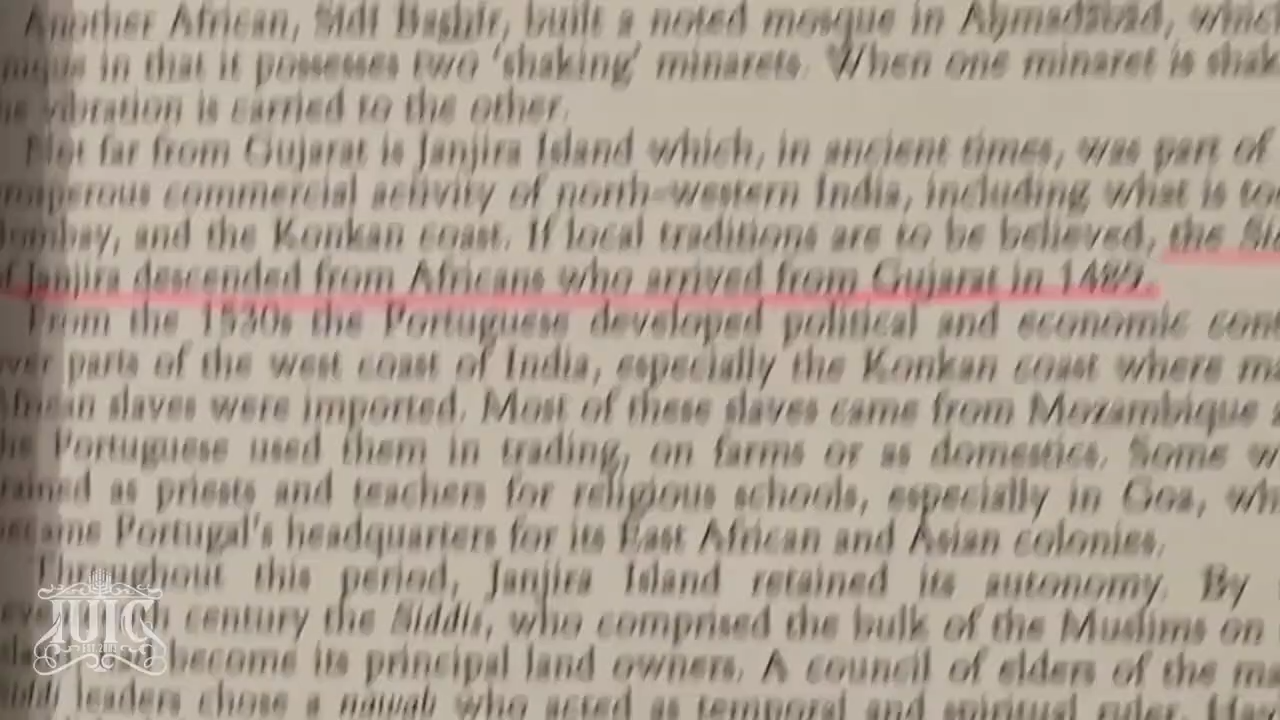 Another African, Sidi Bashir, built a noted mosque in Aḥmadābād,
in that it possesses two 'shaking' minarets. When one minaret is
vibration is carried to the other.
Not far from Gujarat is Janjira Island which, in ancient times, was part of
commercial activity of north-western India, including what is
and the Konkan coast. If local traditions are to be believed, the
Janjira descended from Africans who arrived from Gujarat in 1489.
From the 1530s the Portuguese developed political and economic
parts of the west coast of India, especially the Konkan coast where
slaves were imported. Most of these slaves came from Mozambique
Portuguese used them in trading, on farms or as domestics. Some
as priests and teachers for religious schools, especially in Goa,
Portugal's headquarters for its East African and Asian colonies.
Throughout this period, Janjira Island retained its autonomy. By
century the Siddis, who comprised the bulk of the Muslims on
become its principal land owners. A council of elders of the
leaders chose a nawab who acted as temporal and spiritual ruler.
IUIC
EST. 2003